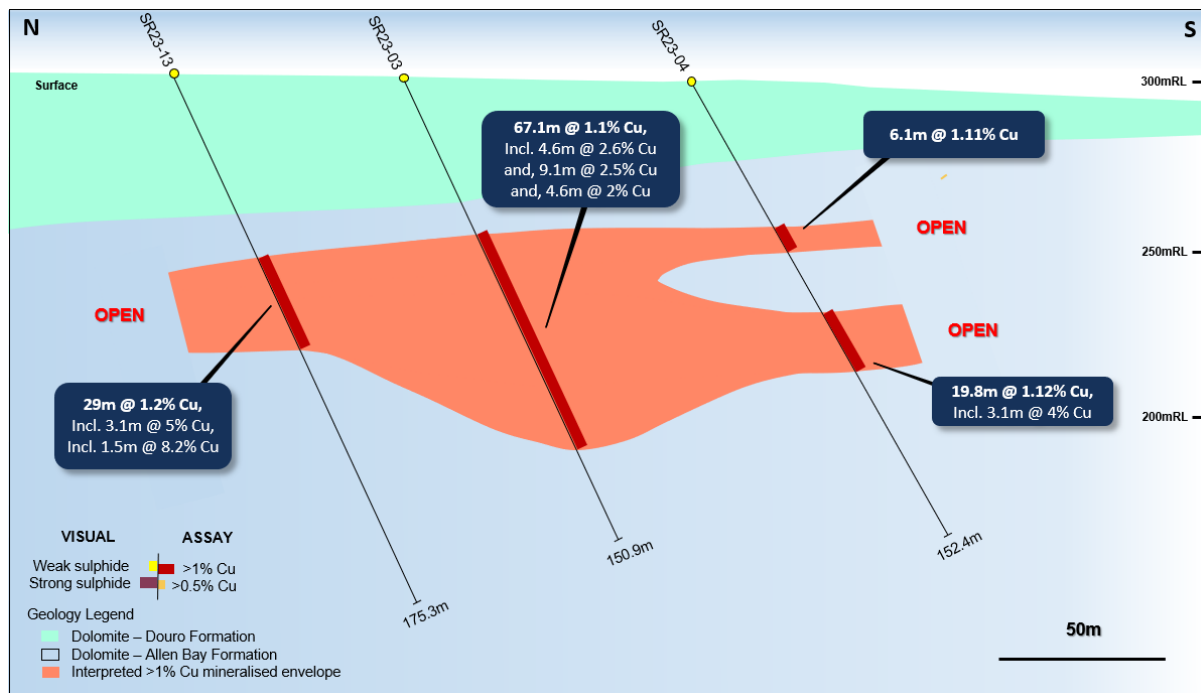 N
S
SR23-13
SR23-03
SR23-04
Surface
300mRL
67.1m @ 1.1% Cu,
Incl. 4.6m @ 2.6% Cu
and, 9.1m @ 2.5% Cu
and, 4.6m @ 2% Cu
6.1m @ 1.11% Cu
OPEN
250mRL
OPEN
OPEN
29m @ 1.2% Cu,
Incl. 3.1m @ 5% Cu,
Incl. 1.5m @ 8.2% Cu
19.8m @ 1.12% Cu,
Incl. 3.1m @ 4% Cu
200mRL
175.3m
150.9m
152.4m
VISUAL ASSAY
Weak sulphide >1% Cu
Strong sulphide >0.5% Cu
Geology Legend
Dolomite – Douro Formation
Dolomite – Allen Bay Formation
Interpreted >1% Cu mineralised envelope
50m